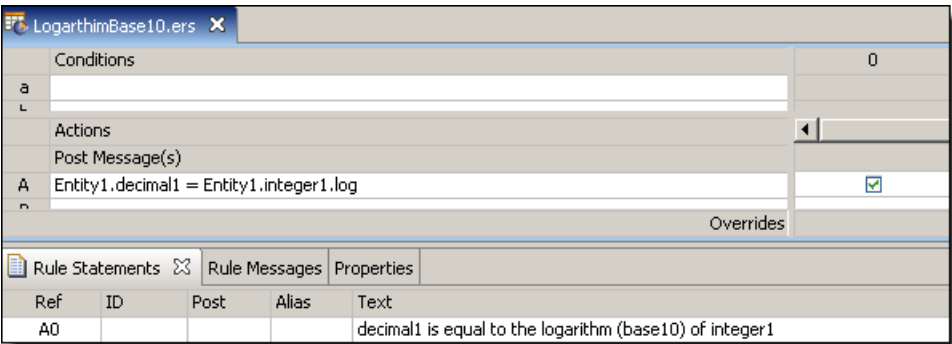 LogarthimBase10.ers
Conditions 0
a
Actions
Post Message(s)
A Entity1.decimal1 = Entity1.integer1.log
Overrides
Rule Statements Rule Messages Properties
Ref ID Post Alias Text
A0 decimal1 is equal to the logarithm (base10) of integer1